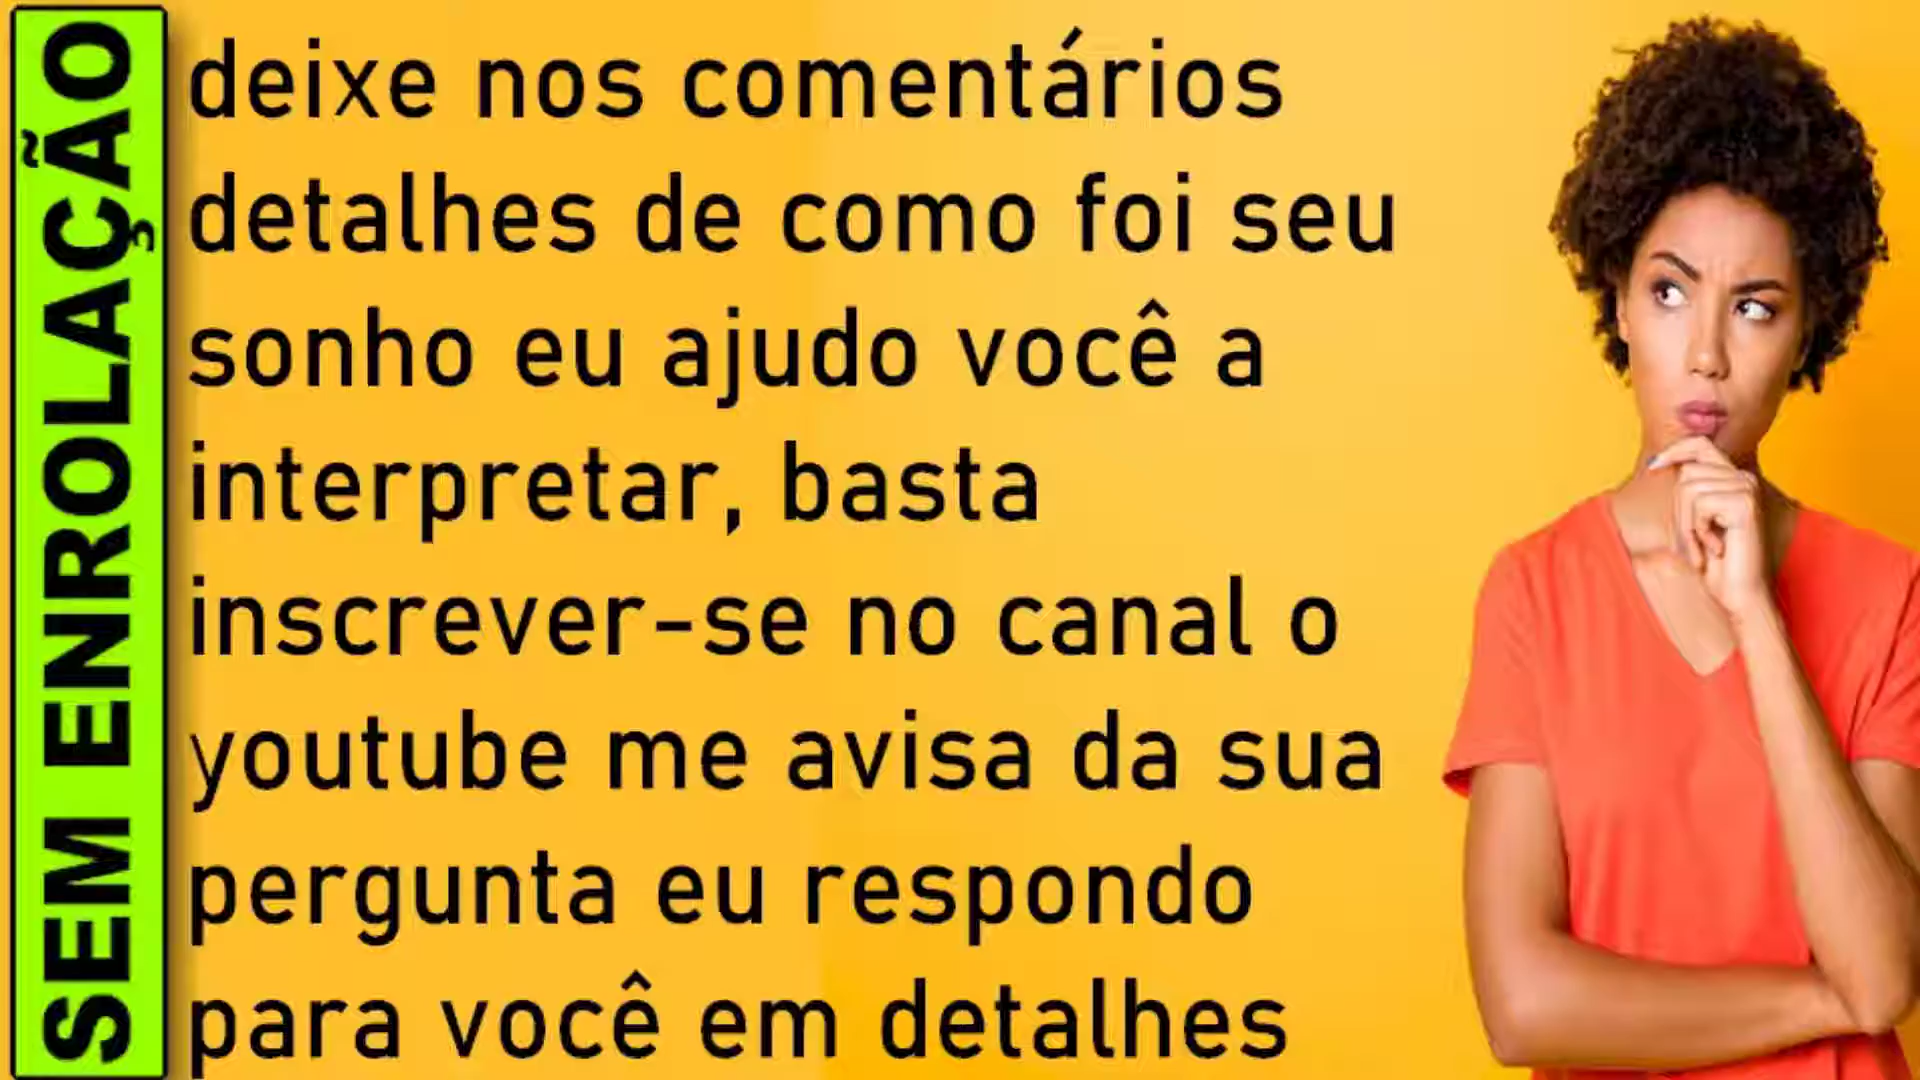 SEM ENROLAÇÃO
deixe nos comentários
detalhes de como foi seu
sonho eu ajudo você a
interpretar, basta
inscrever-se no canal o
youtube me avisa da sua
pergunta eu respondo
para você em detalhes